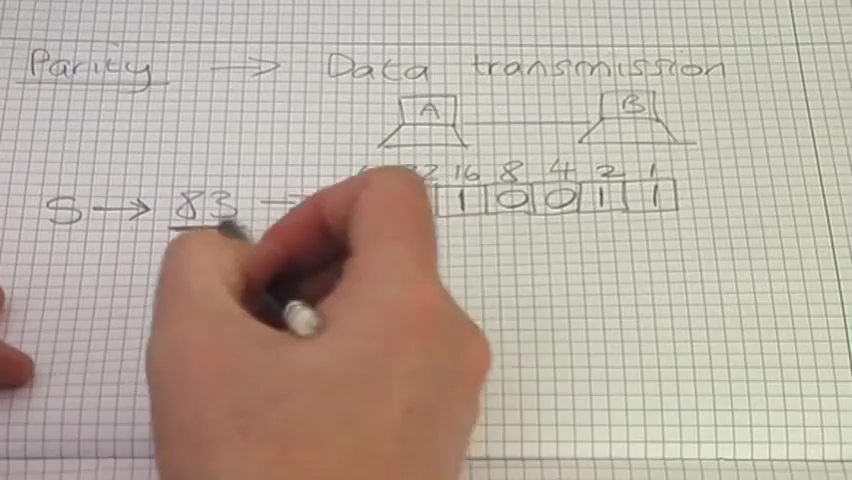 Parity → Data transmission
A B
16 8 4 2 1
S → 83 → 1 0 0 1 1